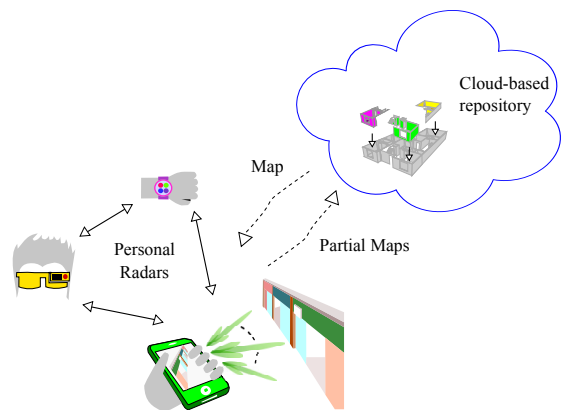 Cloud-based
repository
Map
Personal
Radars
Partial Maps